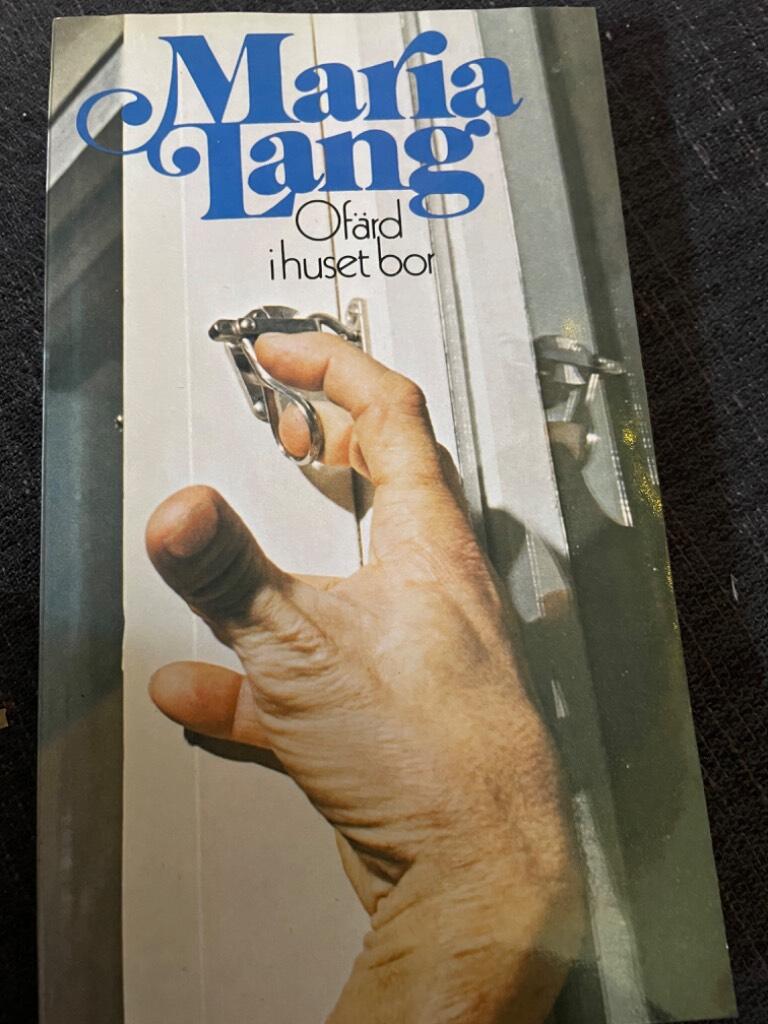 Maria
Lang
Ofärd
i huset bor